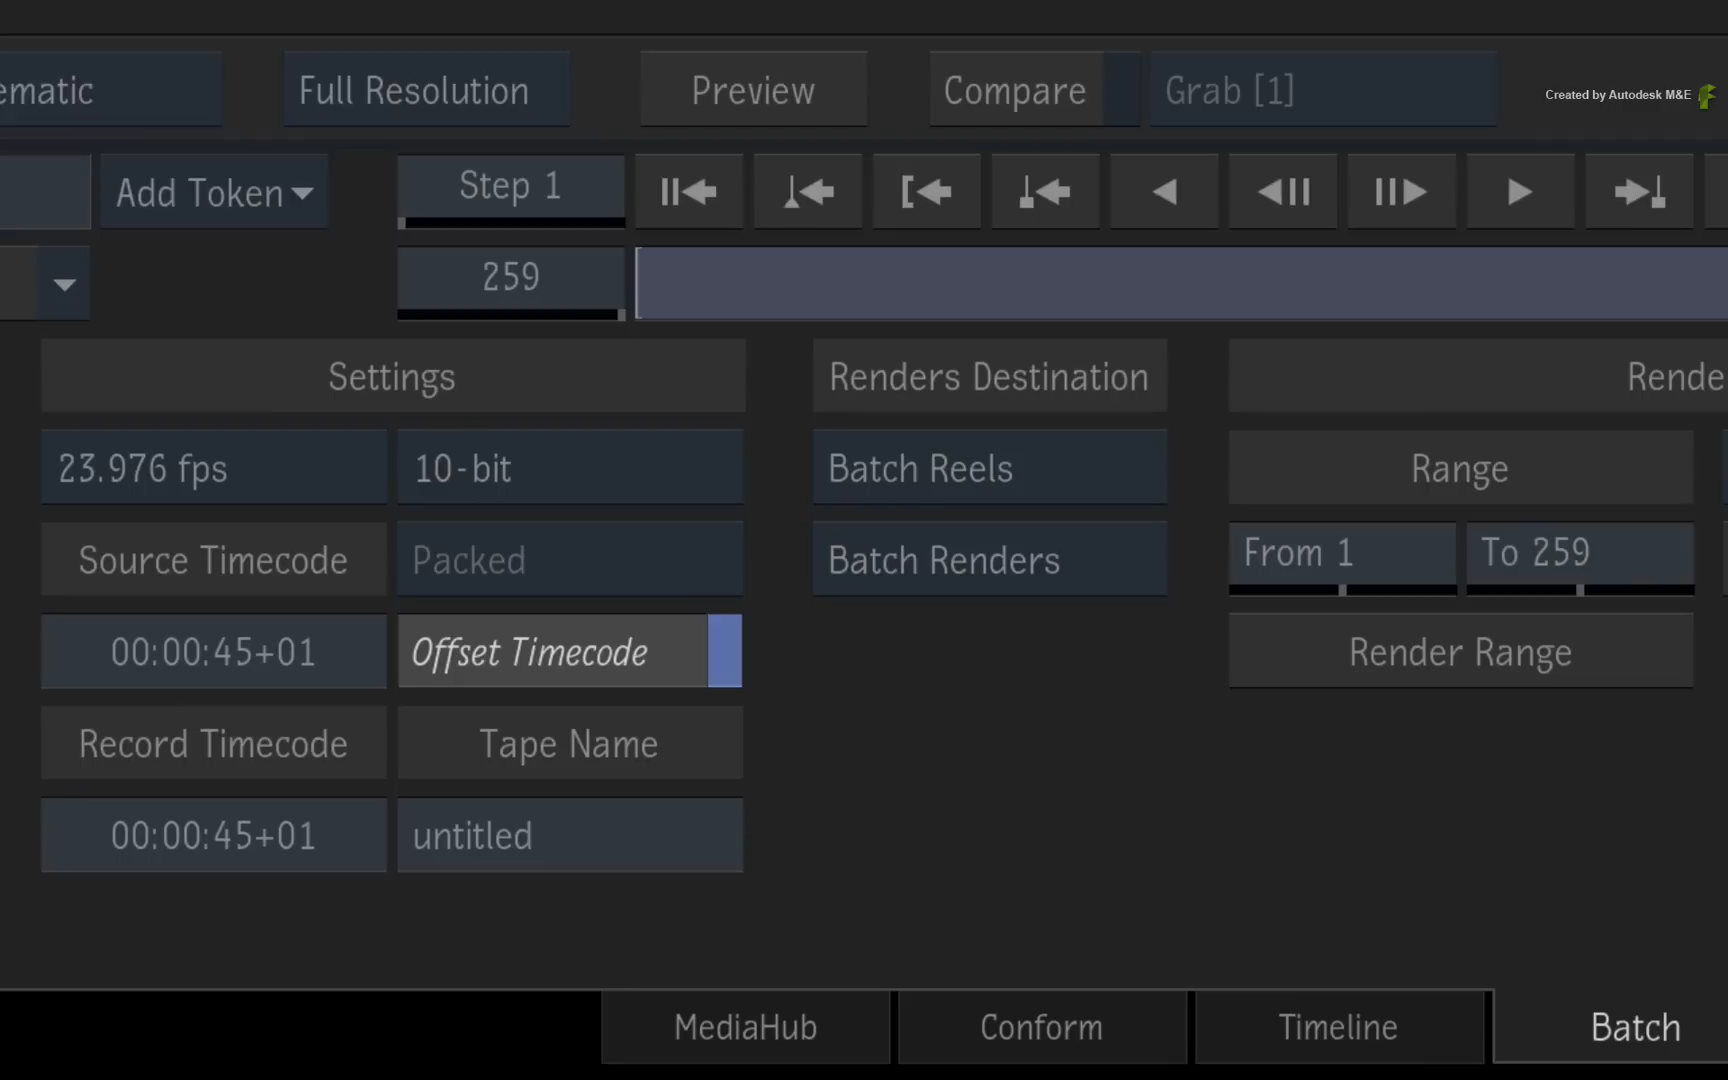 ematic Full Resolution Preview Compare Grab [1] Created by Autodesk M&E
Add Token Step 1
259
Settings Renders Destination Rende
23.976 fps 10-bit Batch Reels Range
Source Timecode Packed Batch Renders From 1 To 259
00:00:45+01 Offset Timecode Render Range
Record Timecode Tape Name
00:00:45+01 untitled
MediaHub Conform Timeline Batch